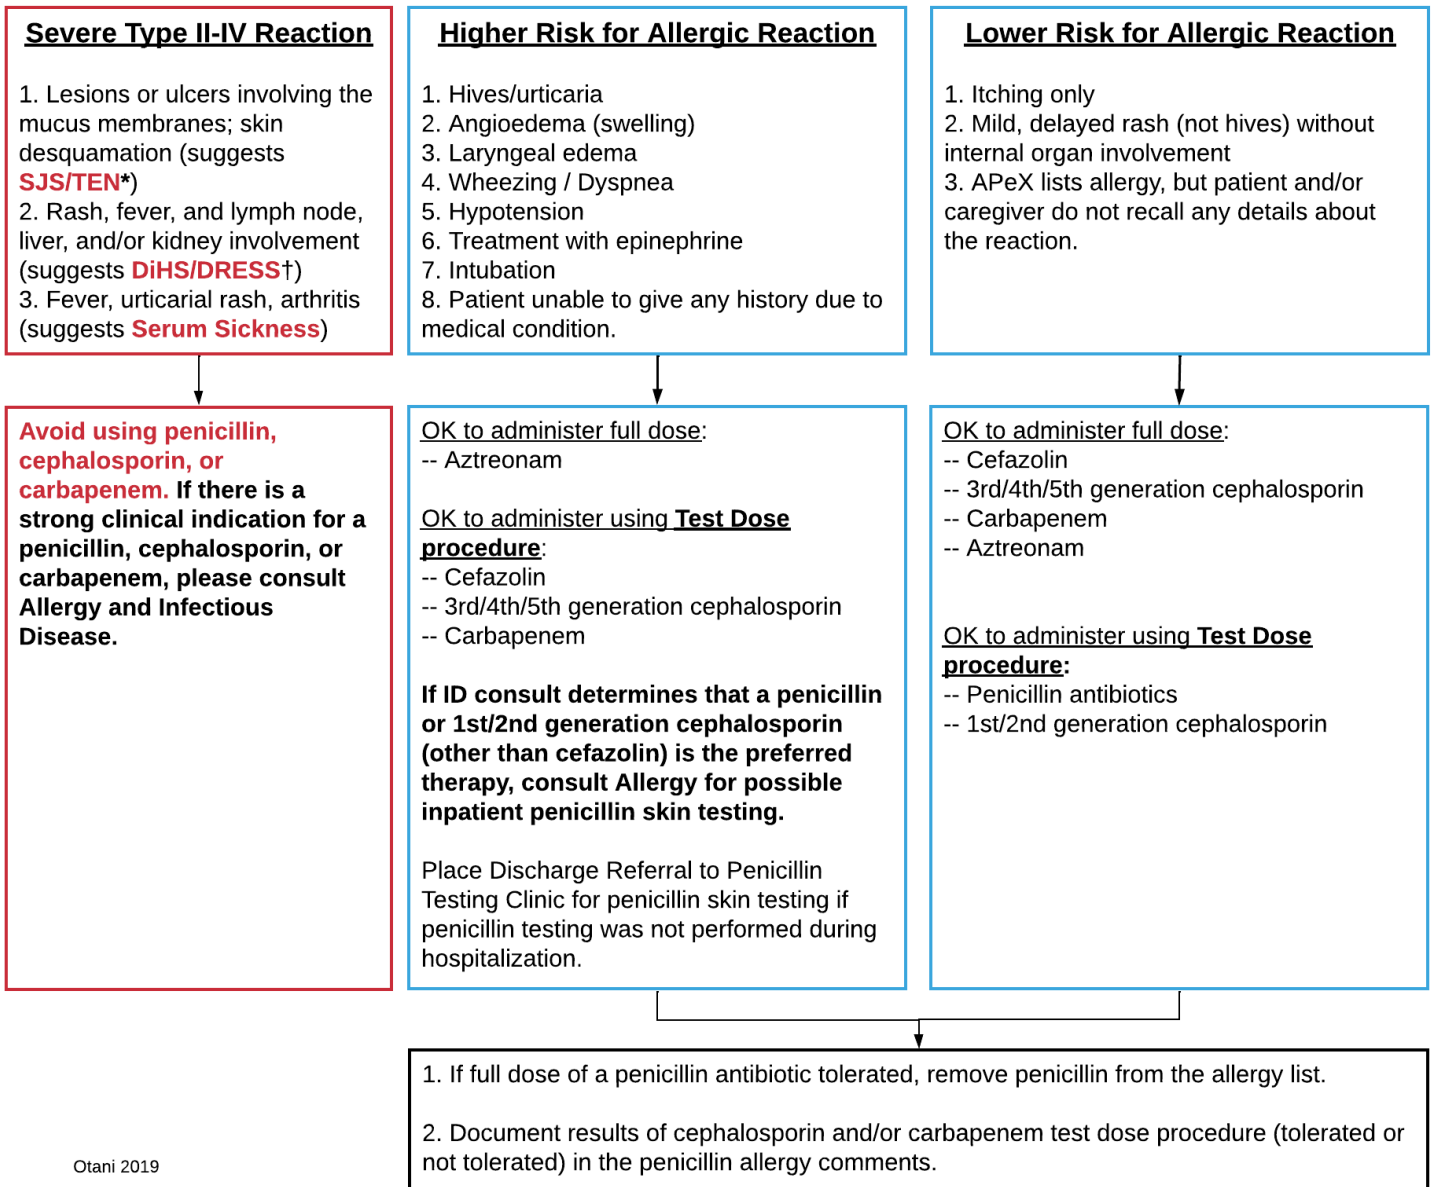 Severe Type II-IV Reaction
1. Lesions or ulcers involving the
mucus membranes; skin
desquamation (suggests
SJS/TEN*)
2. Rash, fever, and lymph node,
liver, and/or kidney involvement
(suggests DiHS/DRESS†)
3. Fever, urticarial rash, arthritis
(suggests Serum Sickness)
Higher Risk for Allergic Reaction
1. Hives/urticaria
2. Angioedema (swelling)
3. Laryngeal edema
4. Wheezing / Dyspnea
5. Hypotension
6. Treatment with epinephrine
7. Intubation
8. Patient unable to give any history due to
medical condition.
Lower Risk for Allergic Reaction
1. Itching only
2. Mild, delayed rash (not hives) without
internal organ involvement
3. APeX lists allergy, but patient and/or
caregiver do not recall any details about
the reaction.
Avoid using penicillin,
cephalosporin, or
carbapenem. If there is a
strong clinical indication for a
penicillin, cephalosporin, or
carbapenem, please consult
Allergy and Infectious
Disease.
OK to administer full dose:
-- Aztreonam
OK to administer using Test Dose
procedure:
-- Cefazolin
-- 3rd/4th/5th generation cephalosporin
-- Carbapenem
If ID consult determines that a penicillin
or 1st/2nd generation cephalosporin
(other than cefazolin) is the preferred
therapy, consult Allergy for possible
inpatient penicillin skin testing.
Place Discharge Referral to Penicillin
Testing Clinic for penicillin skin testing if
penicillin testing was not performed during
hospitalization.
OK to administer full dose:
-- Cefazolin
-- 3rd/4th/5th generation cephalosporin
-- Carbapenem
-- Aztreonam
OK to administer using Test Dose
procedure:
-- Penicillin antibiotics
-- 1st/2nd generation cephalosporin
1. If full dose of a penicillin antibiotic tolerated, remove penicillin from the allergy list.
2. Document results of cephalosporin and/or carbapenem test dose procedure (tolerated or
not tolerated) in the penicillin allergy comments.
Otani 2019